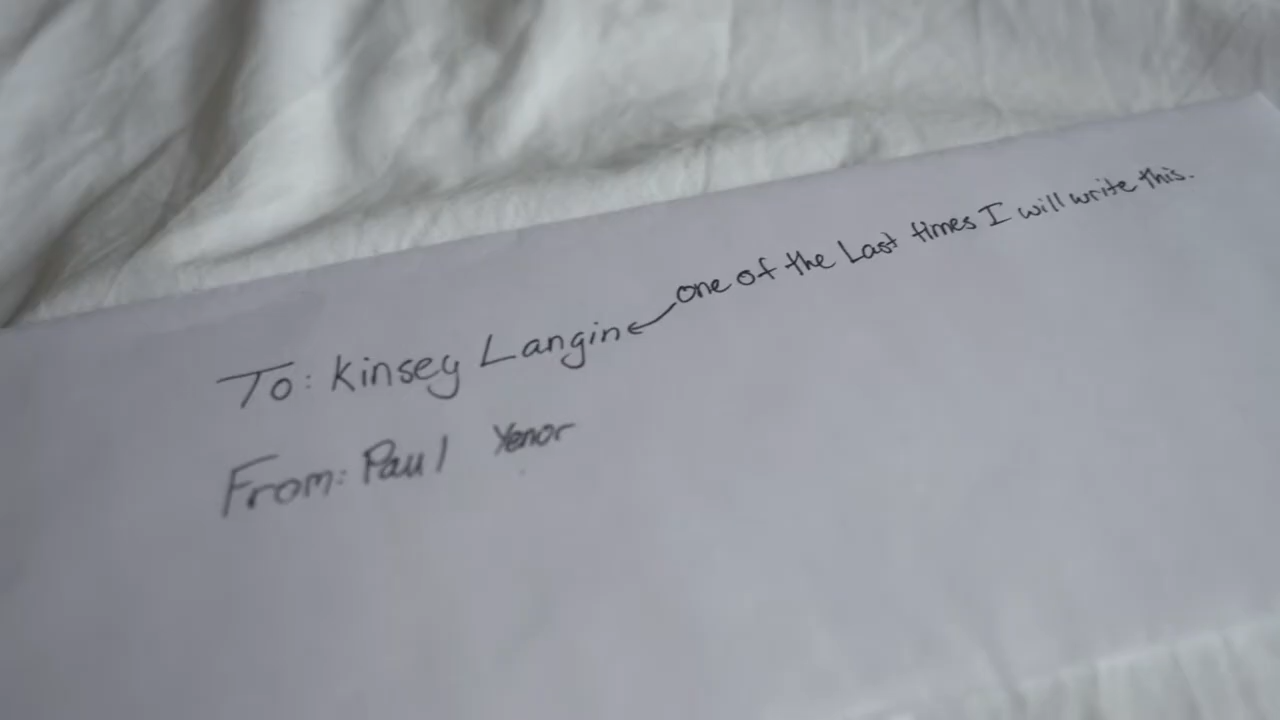 one of the Last times I will write this.
To: Kinsey Langin
From: Paul Yenor